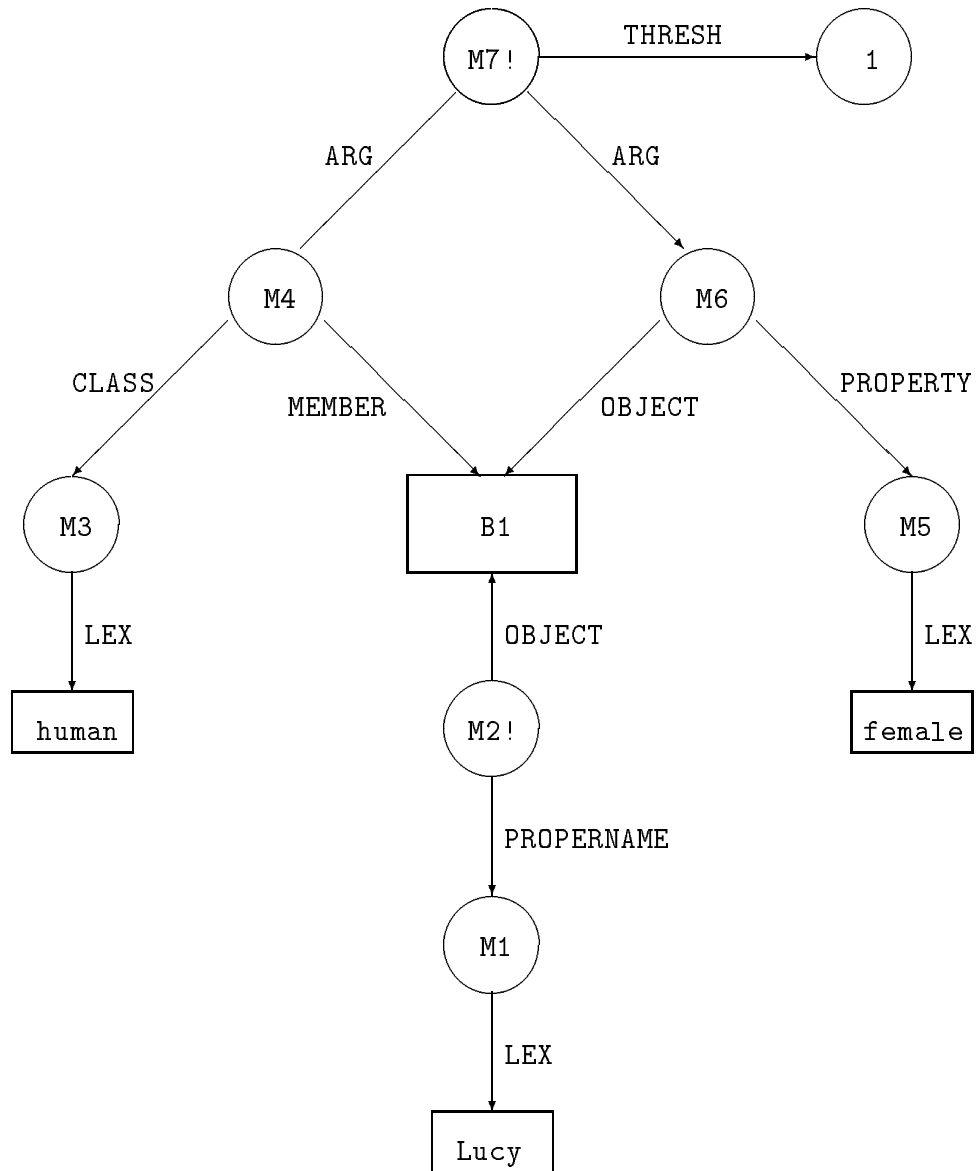 THRESH
M7!
1
ARG
ARG
M4
M6
CLASS
PROPERTY
MEMBER
OBJECT
M3
B1
M5
LEX
OBJECT
LEX
human
M2!
female
PROPERNAME
M1
LEX
Lucy